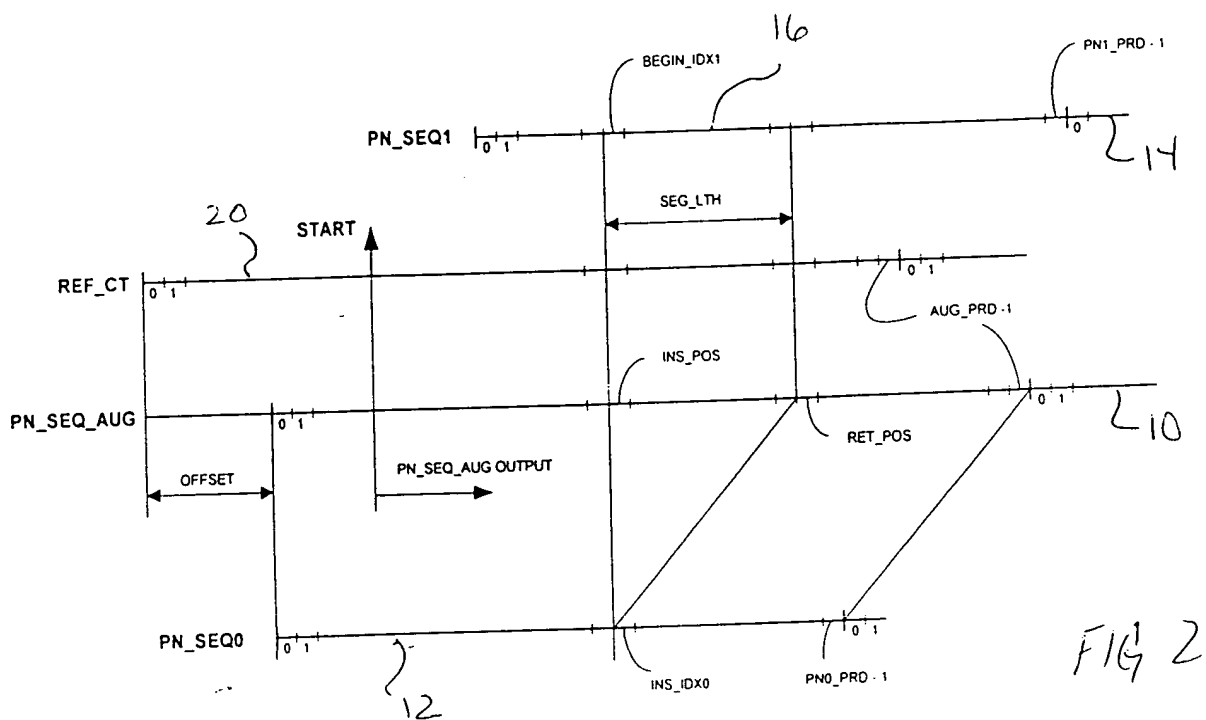 16
BEGIN_IDX1
PN1_PRD - 1
PN_SEQ1
0 1
0
14
SEG_LTH
20
START
REF_CT
0 1
0 1
AUG_PRD -1
INS_POS
PN_SEQ_AUG
0 1
0 1
10
RET_POS
OFFSET
PN_SEQ_AUG OUTPUT
PN_SEQ0
0 1
0 1
INS_IDX0
PN0_PRD - 1
12
FIG 2